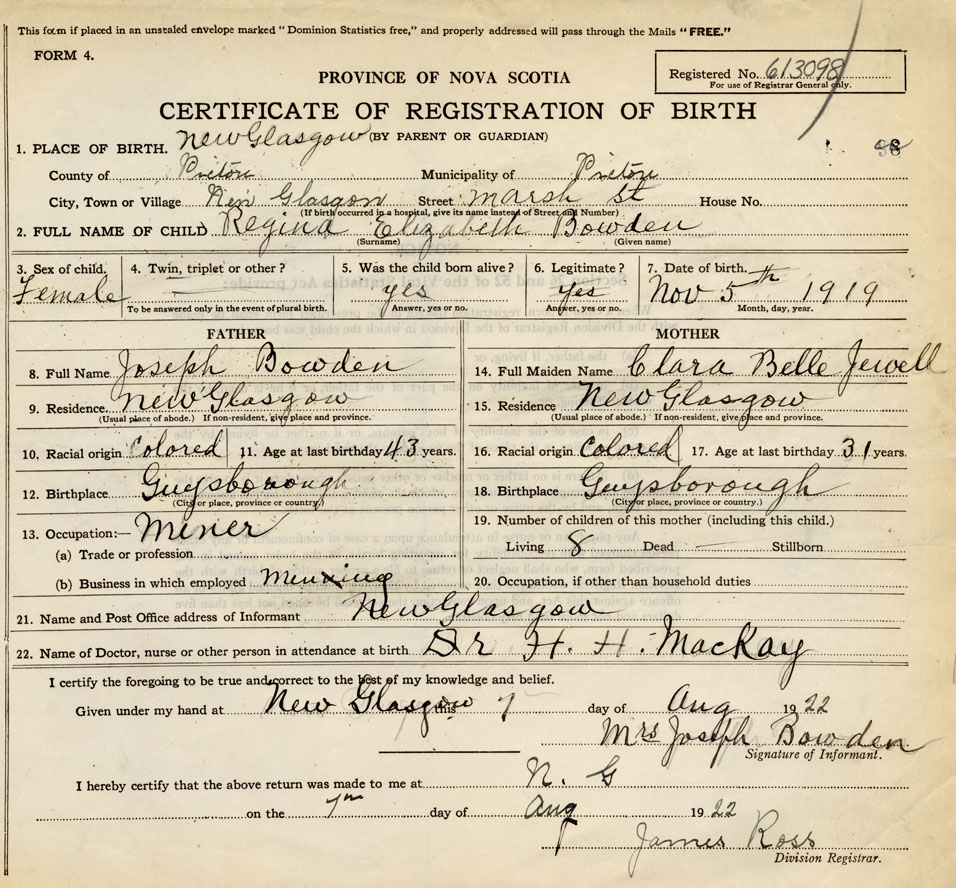 This form if placed in an unsealed envelope marked "Dominion Statistics free," and properly addressed will pass through the Mails "FREE."
FORM 4.
PROVINCE OF NOVA SCOTIA
Registered No. 613098
For use of Registrar General only.
CERTIFICATE OF REGISTRATION OF BIRTH
New Glasgow (BY PARENT OR GUARDIAN)
1. PLACE OF BIRTH. 98
County of Pictou Municipality of Pictou
City, Town or Village New Glasgow Street Marsh St House No.
(If birth occurred in a hospital, give its name instead of Street and Number)
2. FULL NAME OF CHILD Regina Elizabeth Bowden
(Surname) (Given name)
3. Sex of child. 4. Twin, triplet or other? 5. Was the child born alive? 6. Legitimate? 7. Date of birth.
Female — yes yes Nov 5th 1919
To be answered only in the event of plural birth. Answer, yes or no. Answer, yes or no. Month, day, year.
FATHER MOTHER
8. Full Name Joseph Bowden 14. Full Maiden Name Clara Belle Jewell
9. Residence. New Glasgow 15. Residence New Glasgow
(Usual place of abode.) If non-resident, give place and province. (Usual place of abode.) If non-resident, give place and province.
10. Racial origin Colored 11. Age at last birthday 43 years. 16. Racial origin Colored 17. Age at last birthday 31 years.
12. Birthplace Guysborough 18. Birthplace Guysborough
(City or place, province or country.) (City or place, province or country.)
13. Occupation:— Miner 19. Number of children of this mother (including this child.)
(a) Trade or profession Living 8 Dead — Stillborn
(b) Business in which employed Menning 20. Occupation, if other than household duties
21. Name and Post Office address of Informant New Glasgow
22. Name of Doctor, nurse or other person in attendance at birth Dr H. H. MacKay
I certify the foregoing to be true and correct to the best of my knowledge and belief.
Given under my hand at New Glasgow this 7 day of Aug 1922
Mrs Joseph Bowden
Signature of Informant.
I hereby certify that the above return was made to me at N. G
on the 7th day of Aug 1922
James Ross
Division Registrar.